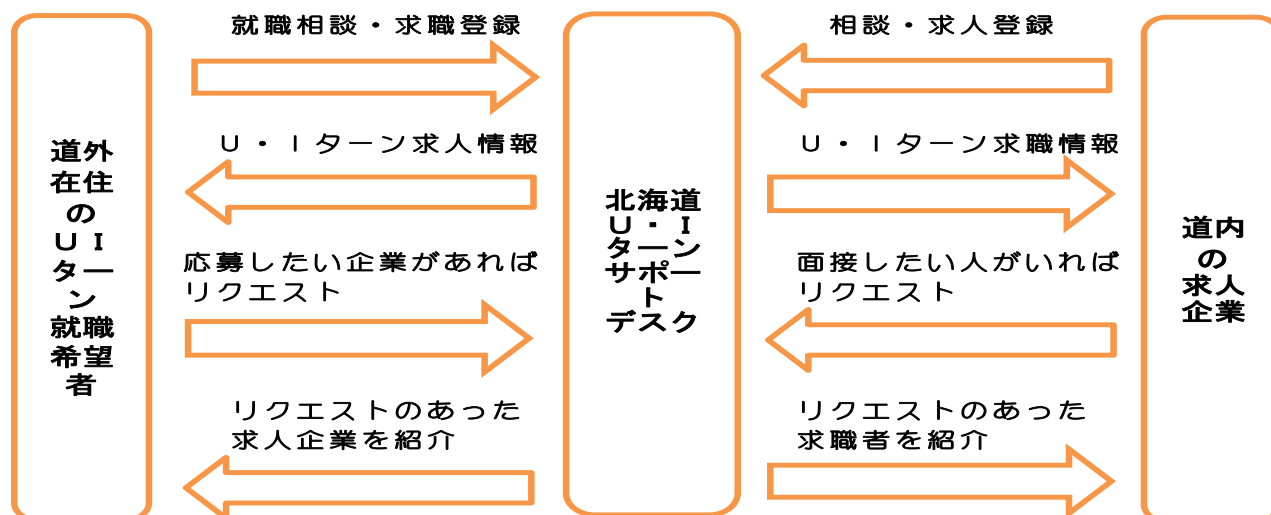 就職相談・求職登録
相談・求人登録
U・Iターン求人情報
U・Iターン求職情報
道外
在住
の
UI
ター
ン
就職
希望
者
北海道
U・I
ターン
サポー
ト
デスク
道内
の
求人
企業
応募したい企業があれば
リクエスト
面接したい人がいれば
リクエスト
リクエストのあった
求人企業を紹介
リクエストのあった
求職者を紹介